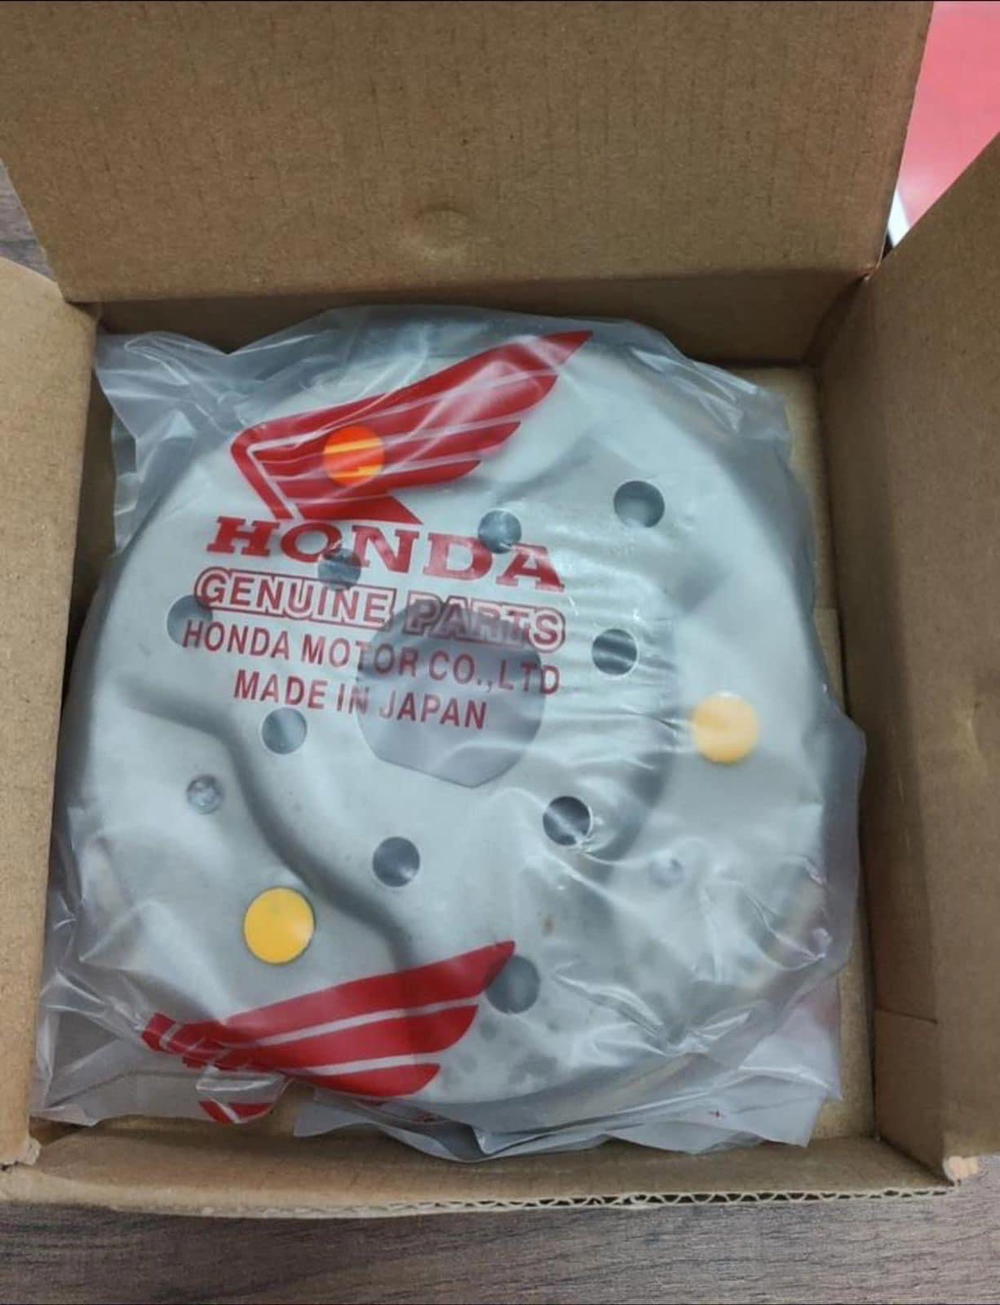 HONDA
GENUINE PARTS
HONDA MOTOR CO.,LTD
MADE IN JAPAN